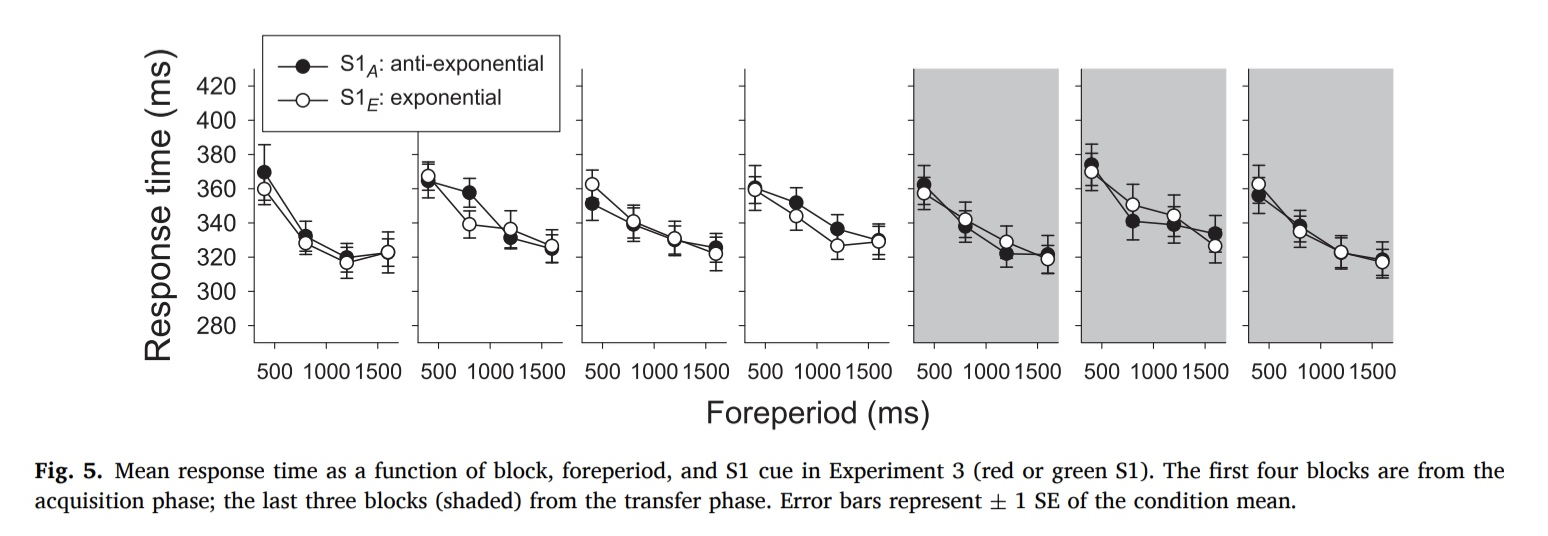 S1A: anti-exponential
S1E: exponential
Response time (ms)
420
400
380
360
340
320
300
280
500 1000 1500
500 1000 1500
500 1000 1500
500 1000 1500
500 1000 1500
500 1000 1500
500 1000 1500
Foreperiod (ms)
Fig. 5. Mean response time as a function of block, foreperiod, and S1 cue in Experiment 3 (red or green S1). The first four blocks are from the
acquisition phase; the last three blocks (shaded) from the transfer phase. Error bars represent ± 1 SE of the condition mean.